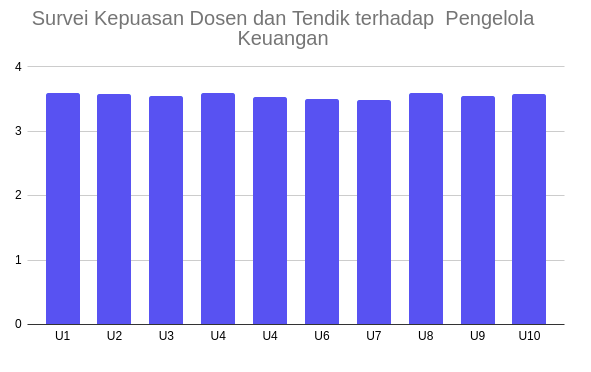 Survei Kepuasan Dosen dan Tendik terhadap  Pengelola
Keuangan
4
3
2
1
0
U1 U2 U3 U4 U4 U6 U7 U8 U9 U10